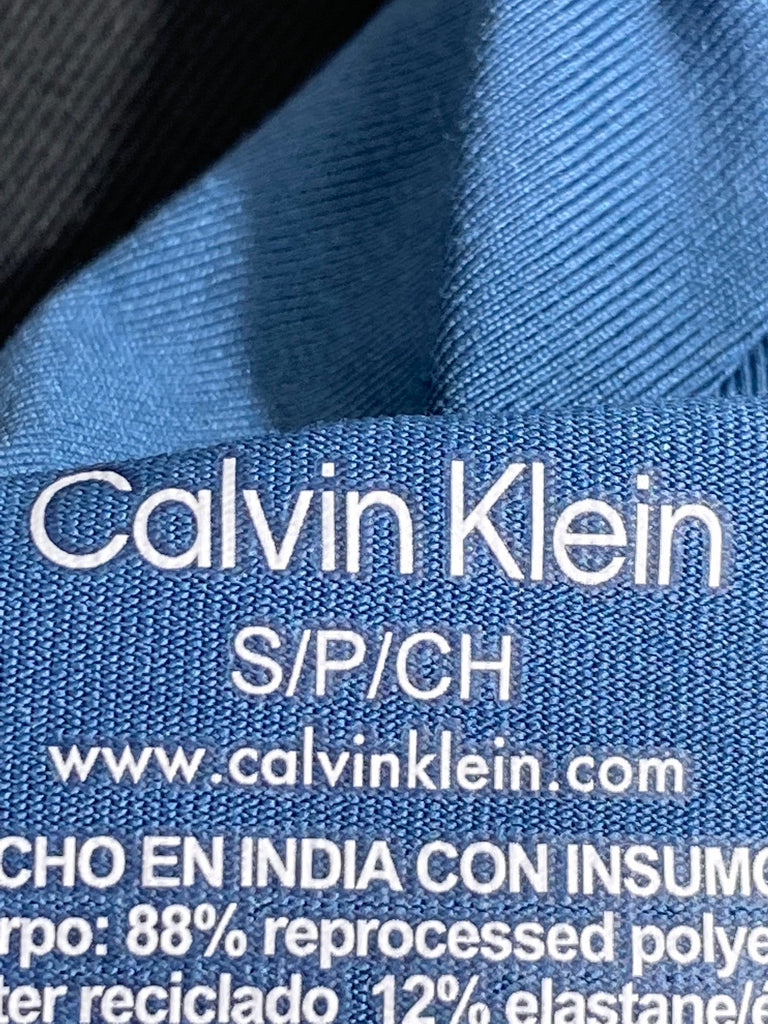 Calvin Klein
S/P/CH
www.calvinklein.com
CHO EN INDIA CON INSUMO
rpo: 88% reprocessed polye
ter reciclado 12% elastane/é